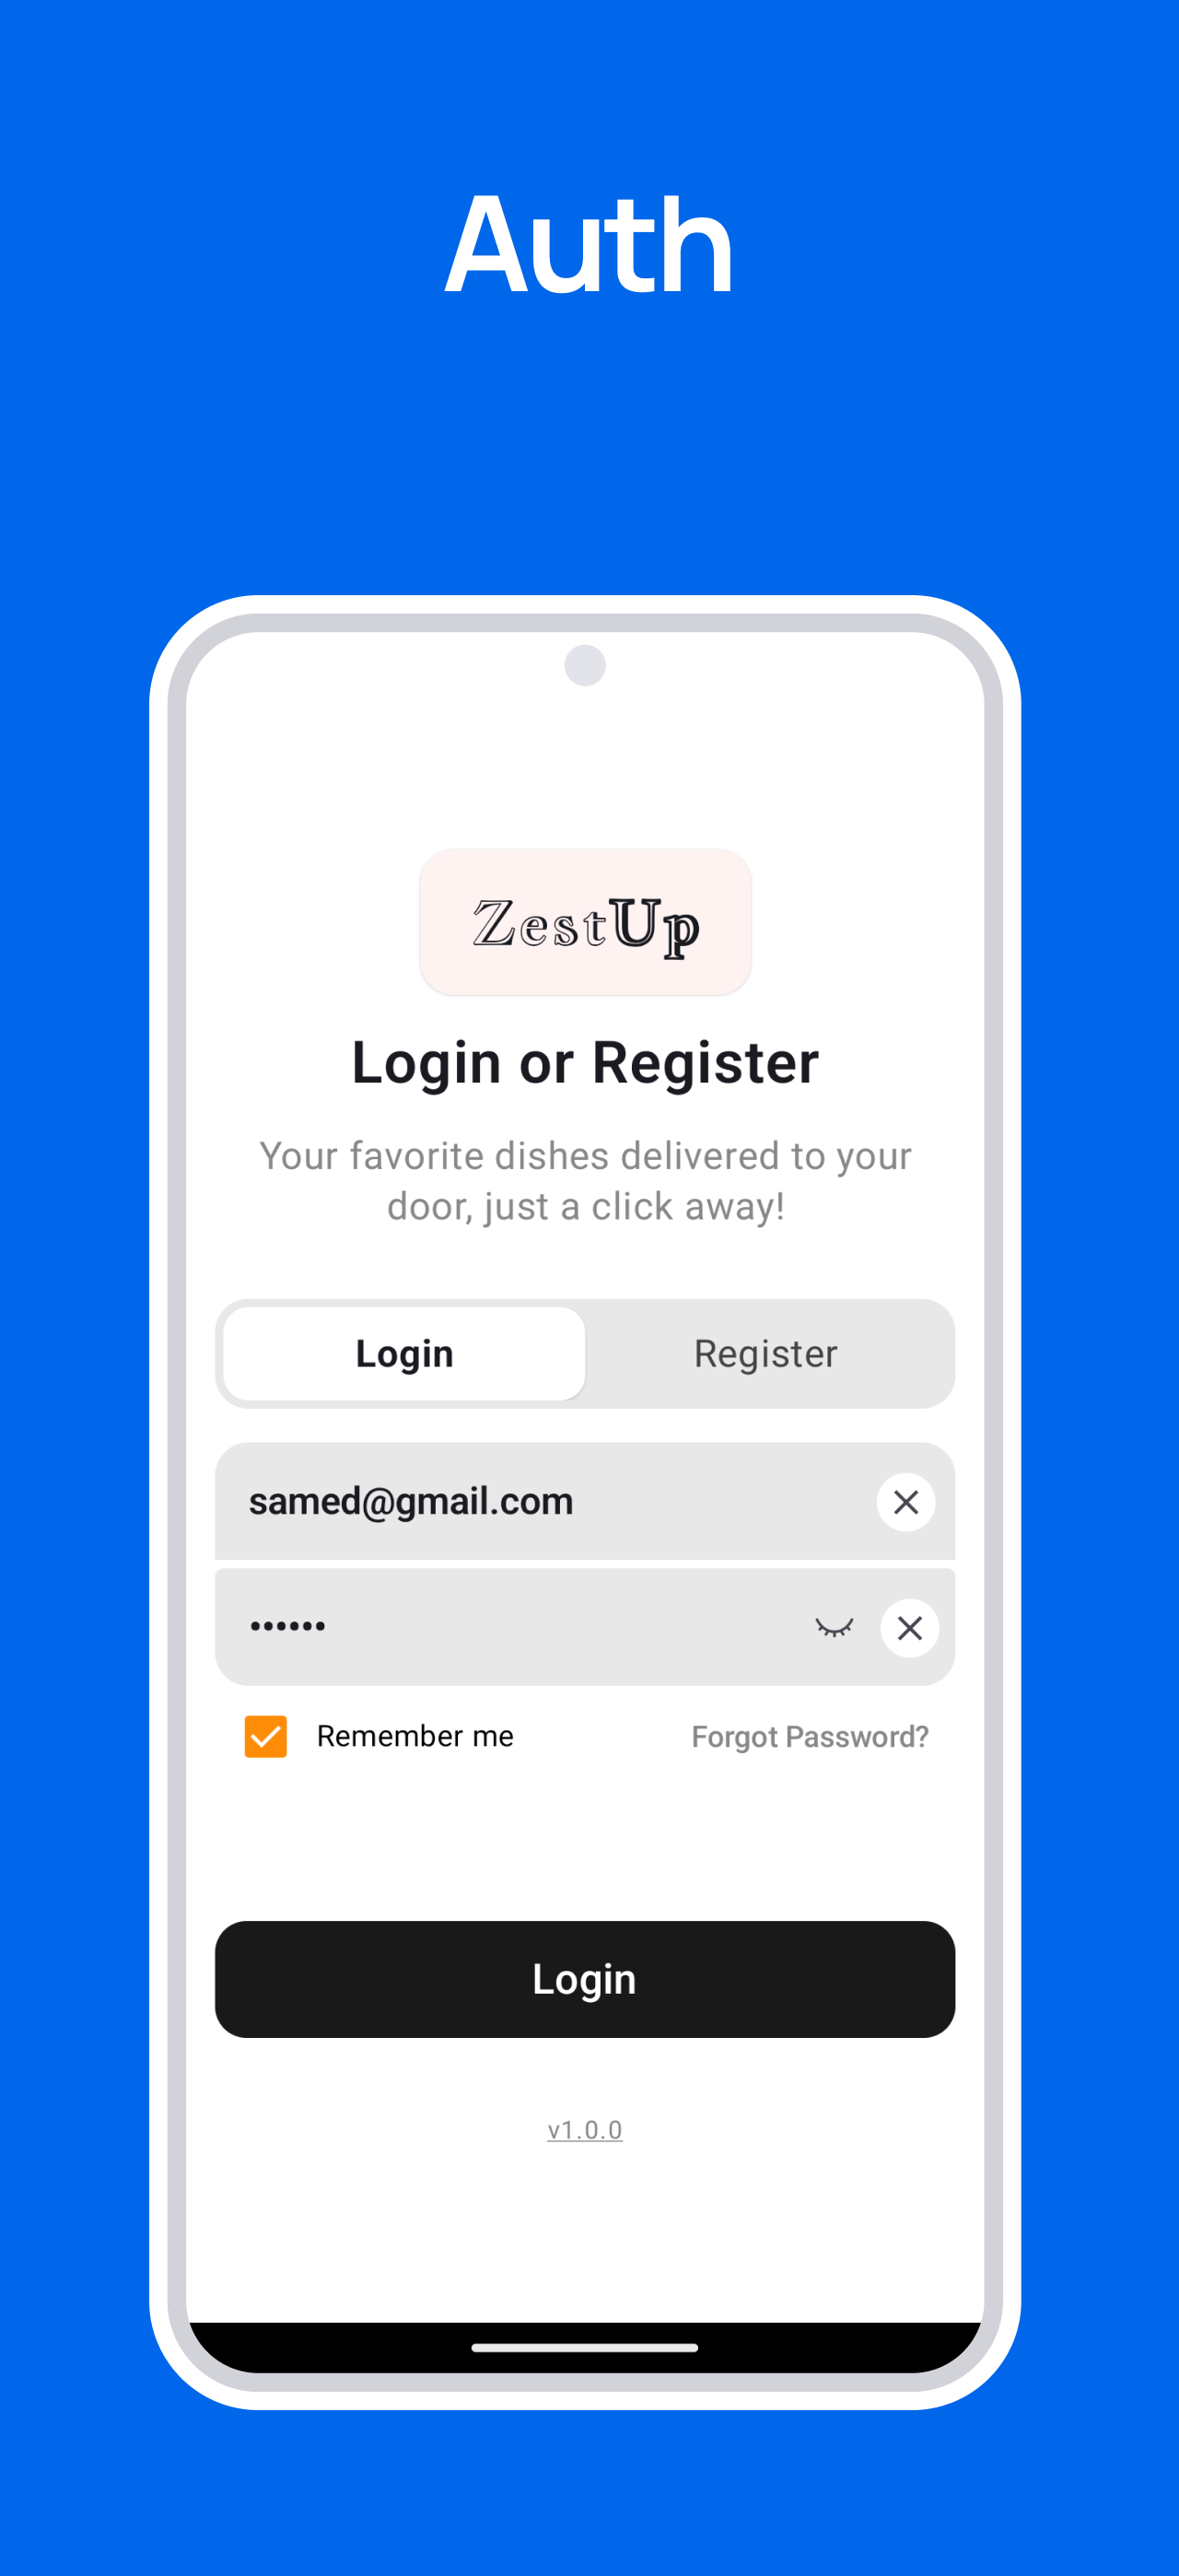 Auth
ZestUp
Login or Register
Your favorite dishes delivered to your
door, just a click away!
Login
Register
samed@gmail.com
••••••
Remember me
Forgot Password?
Login
v1.0.0